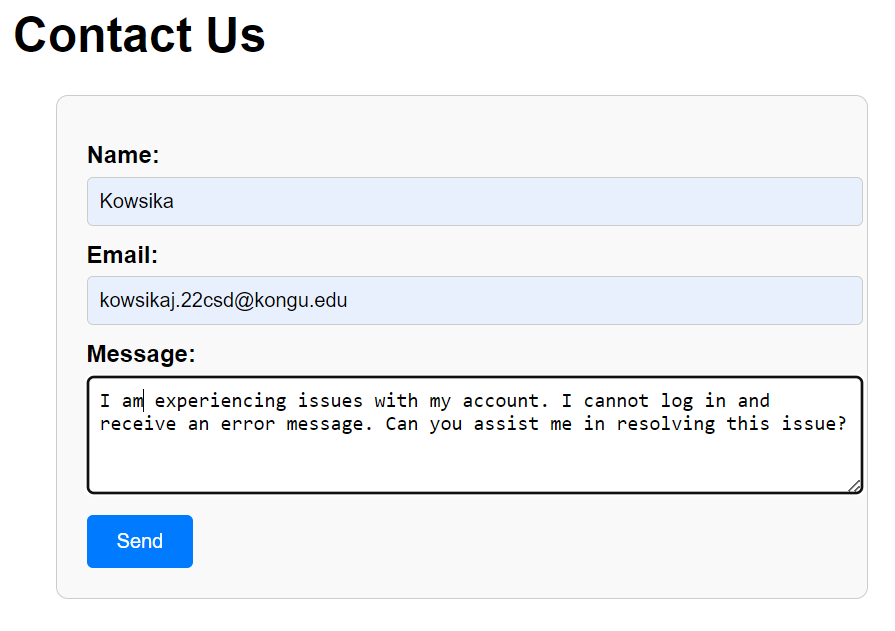 Contact Us
Name:
Kowsika
Email:
kowsikaj.22csd@kongu.edu
Message:
I am experiencing issues with my account. I cannot log in and
receive an error message. Can you assist me in resolving this issue?
Send